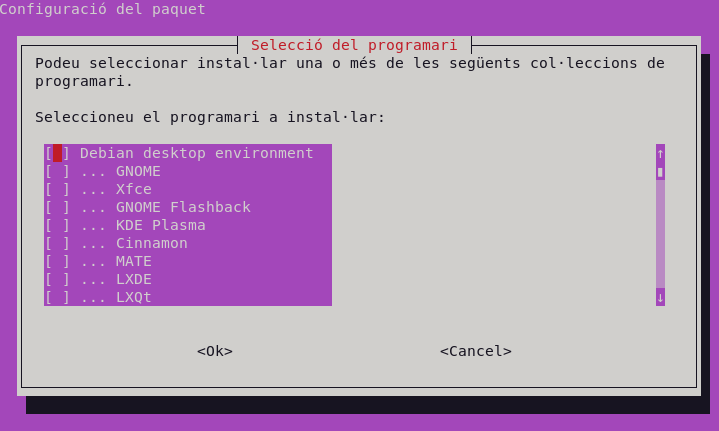 Configuració del paquet
Selecció del programari
Podeu seleccionar instal·lar una o més de les següents col·leccions de
programari.
Seleccioneu el programari a instal·lar:
[ ] Debian desktop environment
[ ] ... GNOME
[ ] ... Xfce
[ ] ... GNOME Flashback
[ ] ... KDE Plasma
[ ] ... Cinnamon
[ ] ... MATE
[ ] ... LXDE
[ ] ... LXQt
<Ok> <Cancel>